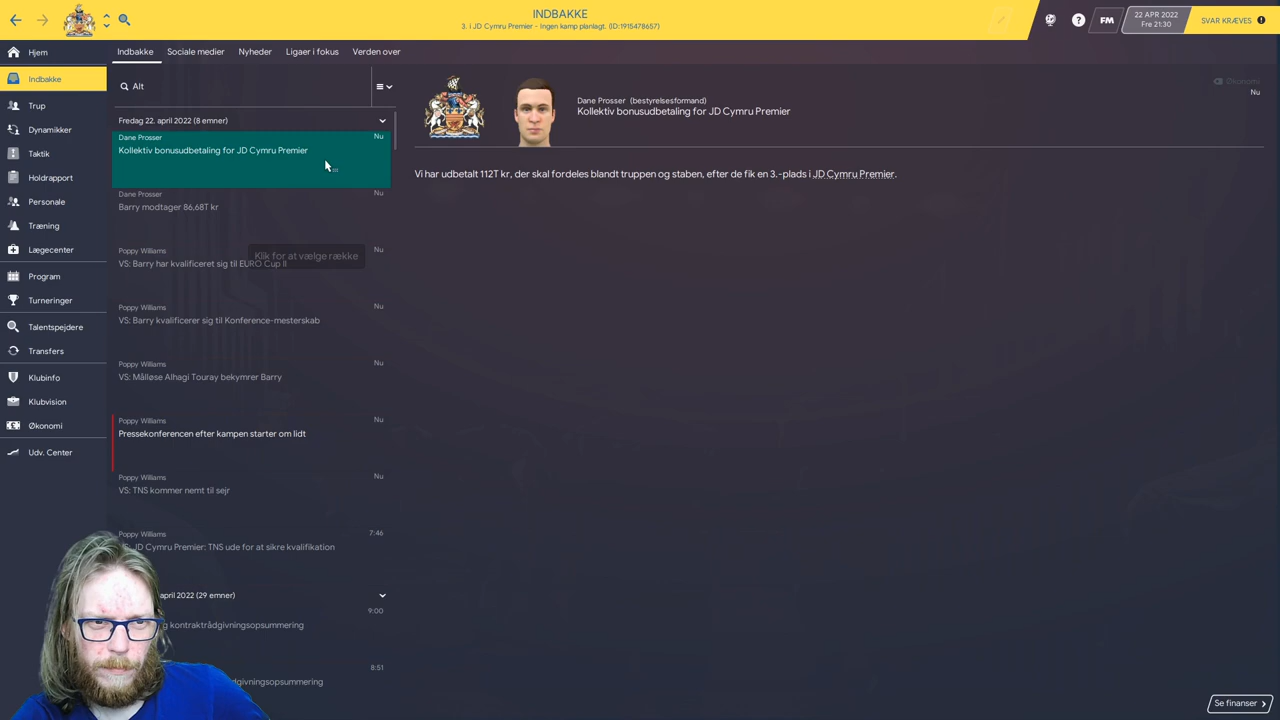 INDBAKKE
3. i JD Cymru Premier - Ingen kamp planlagt. (ID:1915478657)
FM
22 APR 2022
Fre 21:30
SVAR KRÆVES
Hjem
Indbakke
Trup
Dynamikker
Taktik
Holdrapport
Personale
Træning
Lægecenter
Program
Turneringer
Talentspejdere
Transfers
Klubinfo
Klubvision
Økonomi
Udv. Center
Indbakke
Sociale medier
Nyheder
Ligaer i fokus
Verden over
Alt
Fredag 22. april 2022 (8 emner)
Dane Prosser
Nu
Kollektiv bonusudbetaling for JD Cymru Premier
Dane Prosser
Nu
Barry modtager 86,68T kr
Poppy Williams
Nu
Klik for at vælge række
VS: Barry har kvalificeret sig til EURO Cup II
Poppy Williams
Nu
VS: Barry kvalificerer sig til Konference-mesterskab
Poppy Williams
Nu
VS: Målløse Alhagi Touray bekymrer Barry
Poppy Williams
Nu
Pressekonferencen efter kampen starter om lidt
Poppy Williams
Nu
VS: TNS kommer nemt til sejr
Poppy Williams
7:46
JD Cymru Premier: TNS ude for at sikre kvalifikation
april 2022 (29 emner)
9:00
g kontraktrådgivningsopsummering
8:51
dgivningsopsummering
Dane Prosser (bestyrelsesformand)
Kollektiv bonusudbetaling for JD Cymru Premier
Økonomi
Nu
Vi har udbetalt 112T kr, der skal fordeles blandt truppen og staben, efter de fik en 3.-plads i JD Cymru Premier.
Se finanser